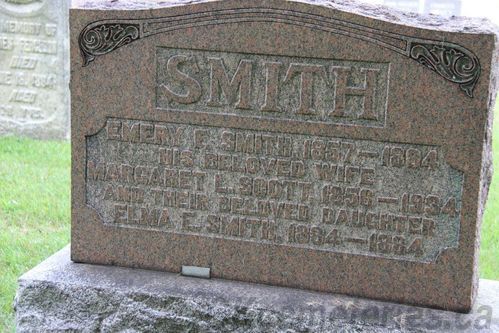 SMITH
EMERY F. SMITH 1857–1894
HIS BELOVED WIFE
MARGARET L. SCOTT, 1856–1934
AND THEIR BELOVED DAUGHTER
ELMA E. SMITH, 1884–1884